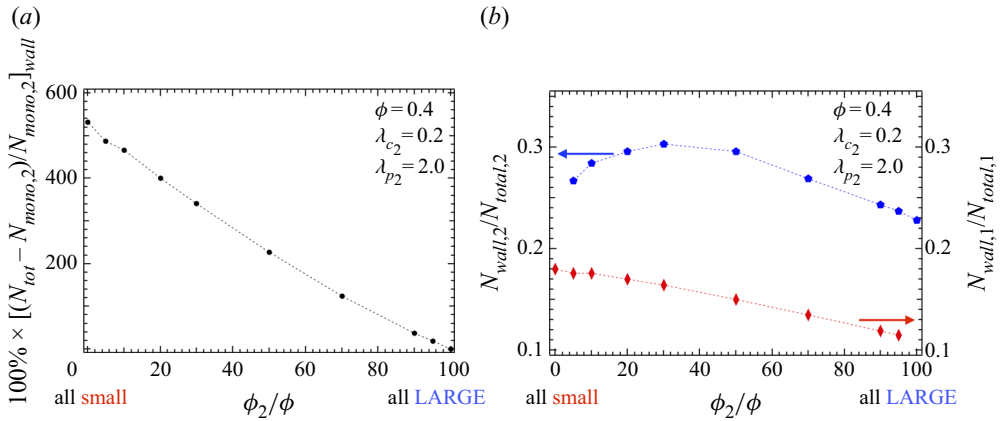 (a)
100% × [(N_tot − N_mono,2)/N_mono,2]_wall
600
400
200
0 20 40 60 80 100
ϕ = 0.4
λ_c₂ = 0.2
λ_p₂ = 2.0
all small ϕ₂/ϕ all LARGE
(b)
N_wall,2/N_total,2
0.3
0.2
0.1
0 20 40 60 80 100
ϕ = 0.4
λ_c₂ = 0.2
λ_p₂ = 2.0
0.3
0.2
0.1
N_wall,1/N_total,1
all small ϕ₂/ϕ all LARGE